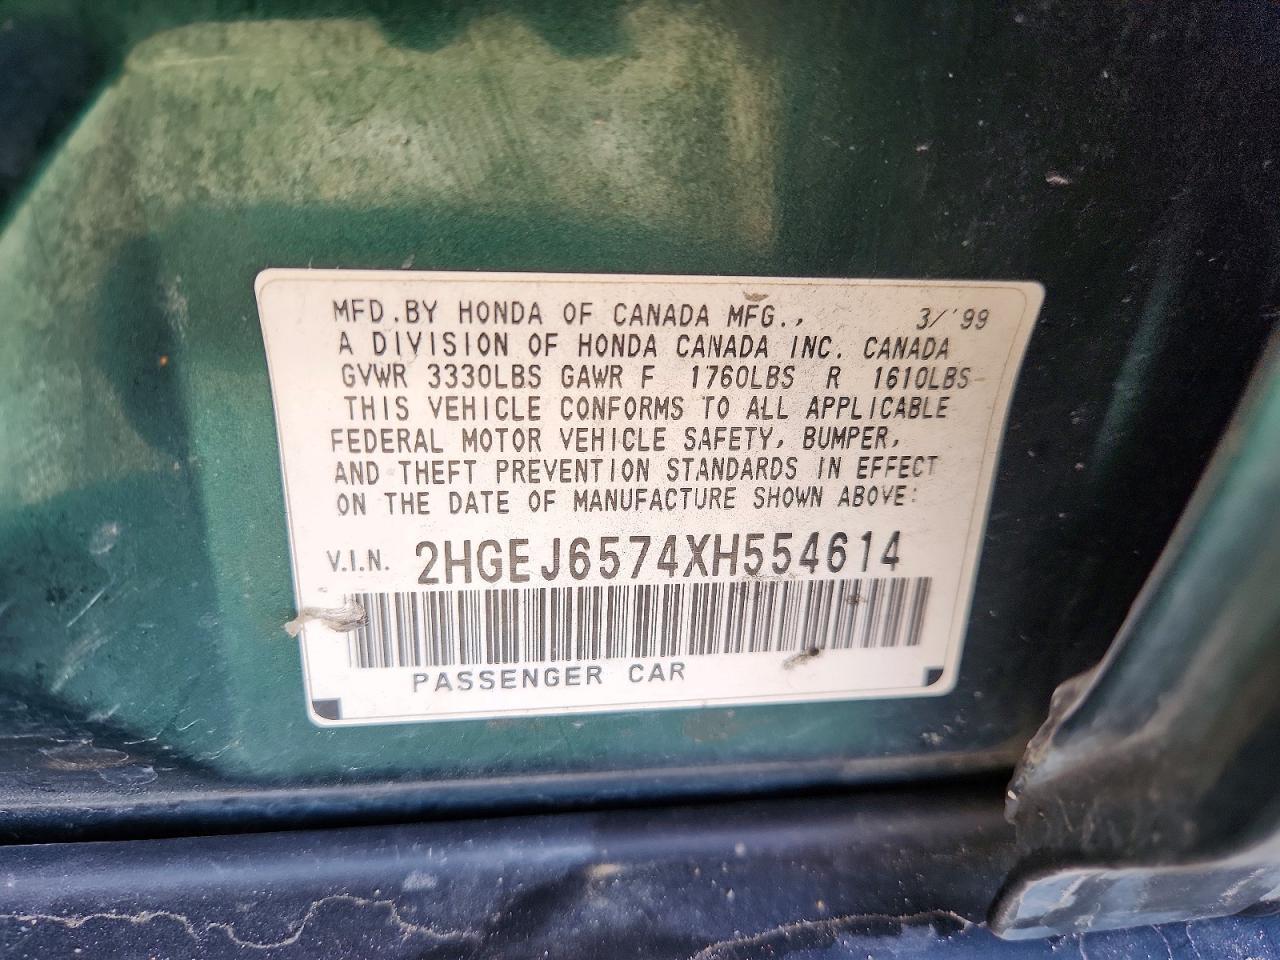 MFD.BY HONDA OF CANADA MFG., 3/'99
A DIVISION OF HONDA CANADA INC. CANADA
GVWR 3330LBS GAWR F 1760LBS R 1610LBS
THIS VEHICLE CONFORMS TO ALL APPLICABLE
FEDERAL MOTOR VEHICLE SAFETY, BUMPER,
AND THEFT PREVENTION STANDARDS IN EFFECT
ON THE DATE OF MANUFACTURE SHOWN ABOVE:
V.I.N. 2HGEJ6574XH554614
PASSENGER CAR